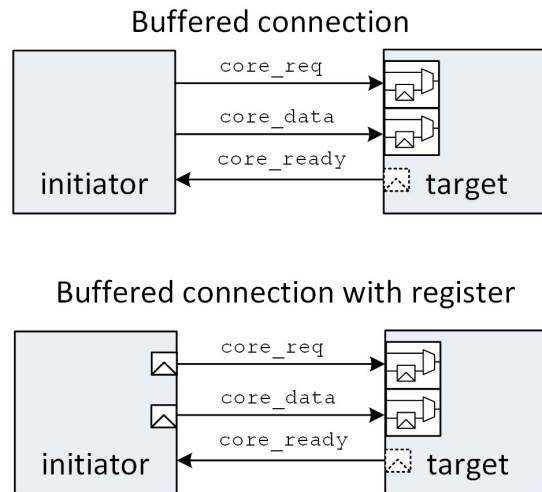 Buffered connection
core_req
core_data
core_ready
initiator
target
Buffered connection with register
core_req
core_data
core_ready
initiator
target